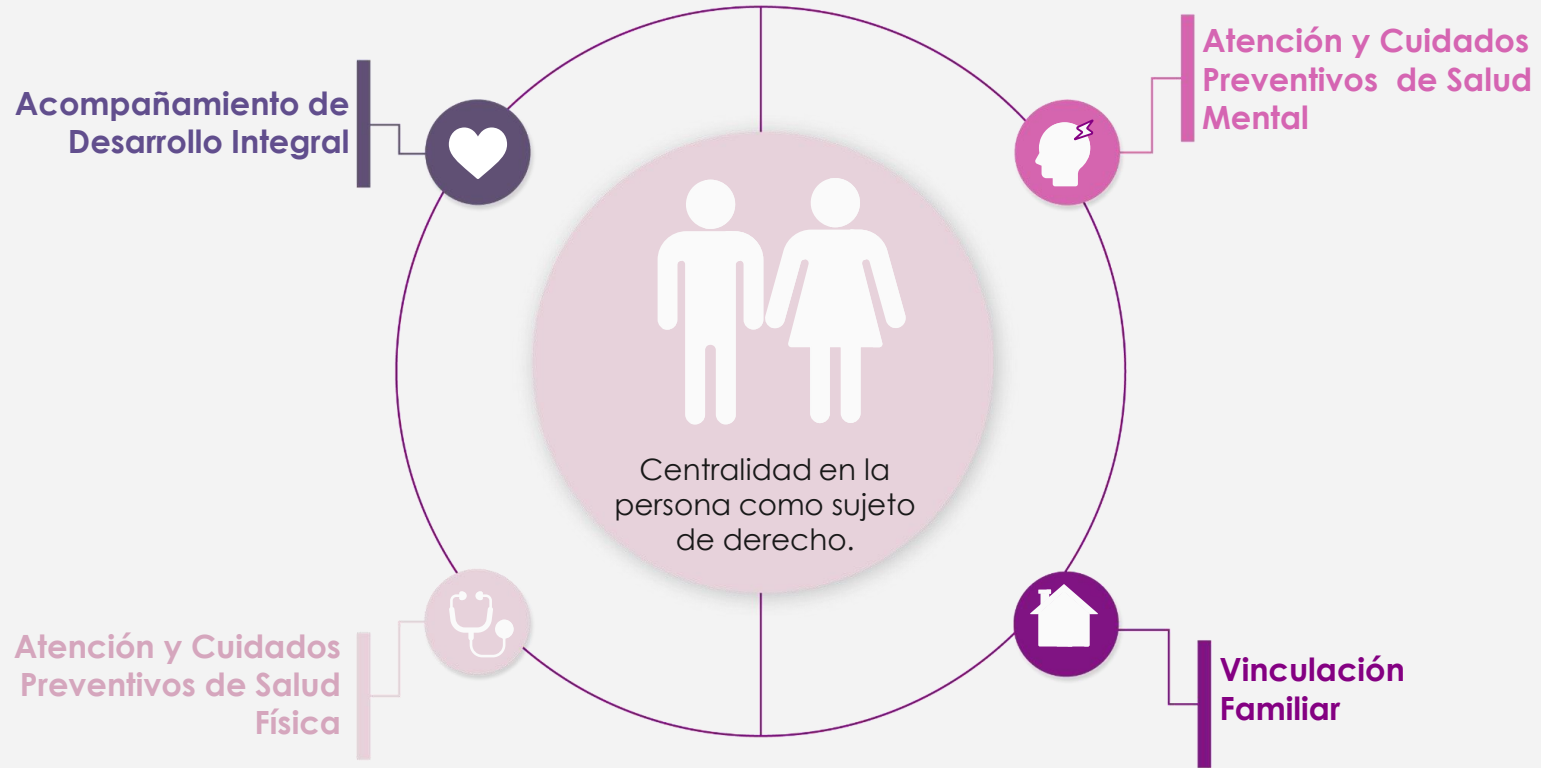 Acompañamiento de
Desarrollo Integral
Atención y Cuidados
Preventivos de Salud
Mental
Centralidad en la
persona como sujeto
de derecho.
Atención y Cuidados
Preventivos de Salud
Física
Vinculación
Familiar